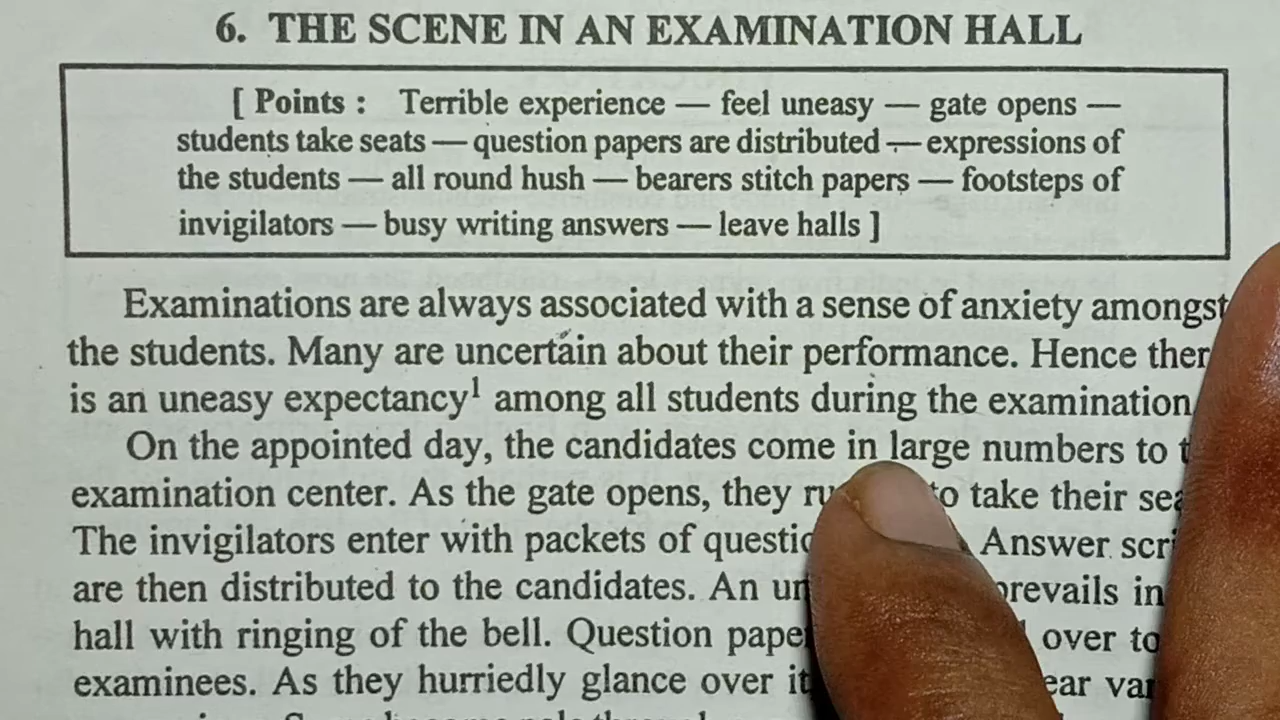 6. THE SCENE IN AN EXAMINATION HALL
[ Points : Terrible experience — feel uneasy — gate opens —
students take seats — question papers are distributed — expressions of
the students — all round hush — bearers stitch papers — footsteps of
invigilators — busy writing answers — leave halls ]
Examinations are always associated with a sense of anxiety amongst
the students. Many are uncertain about their performance. Hence
is an uneasy expectancy¹ among all students during the examination
On the appointed day, the candidates come in large numbers to
examination center. As the gate opens, they to take their
The invigilators enter with packets of Answer
are then distributed to the candidates. An prevails in
hall with ringing of the bell. Question over to
examinees. As they hurriedly glance over